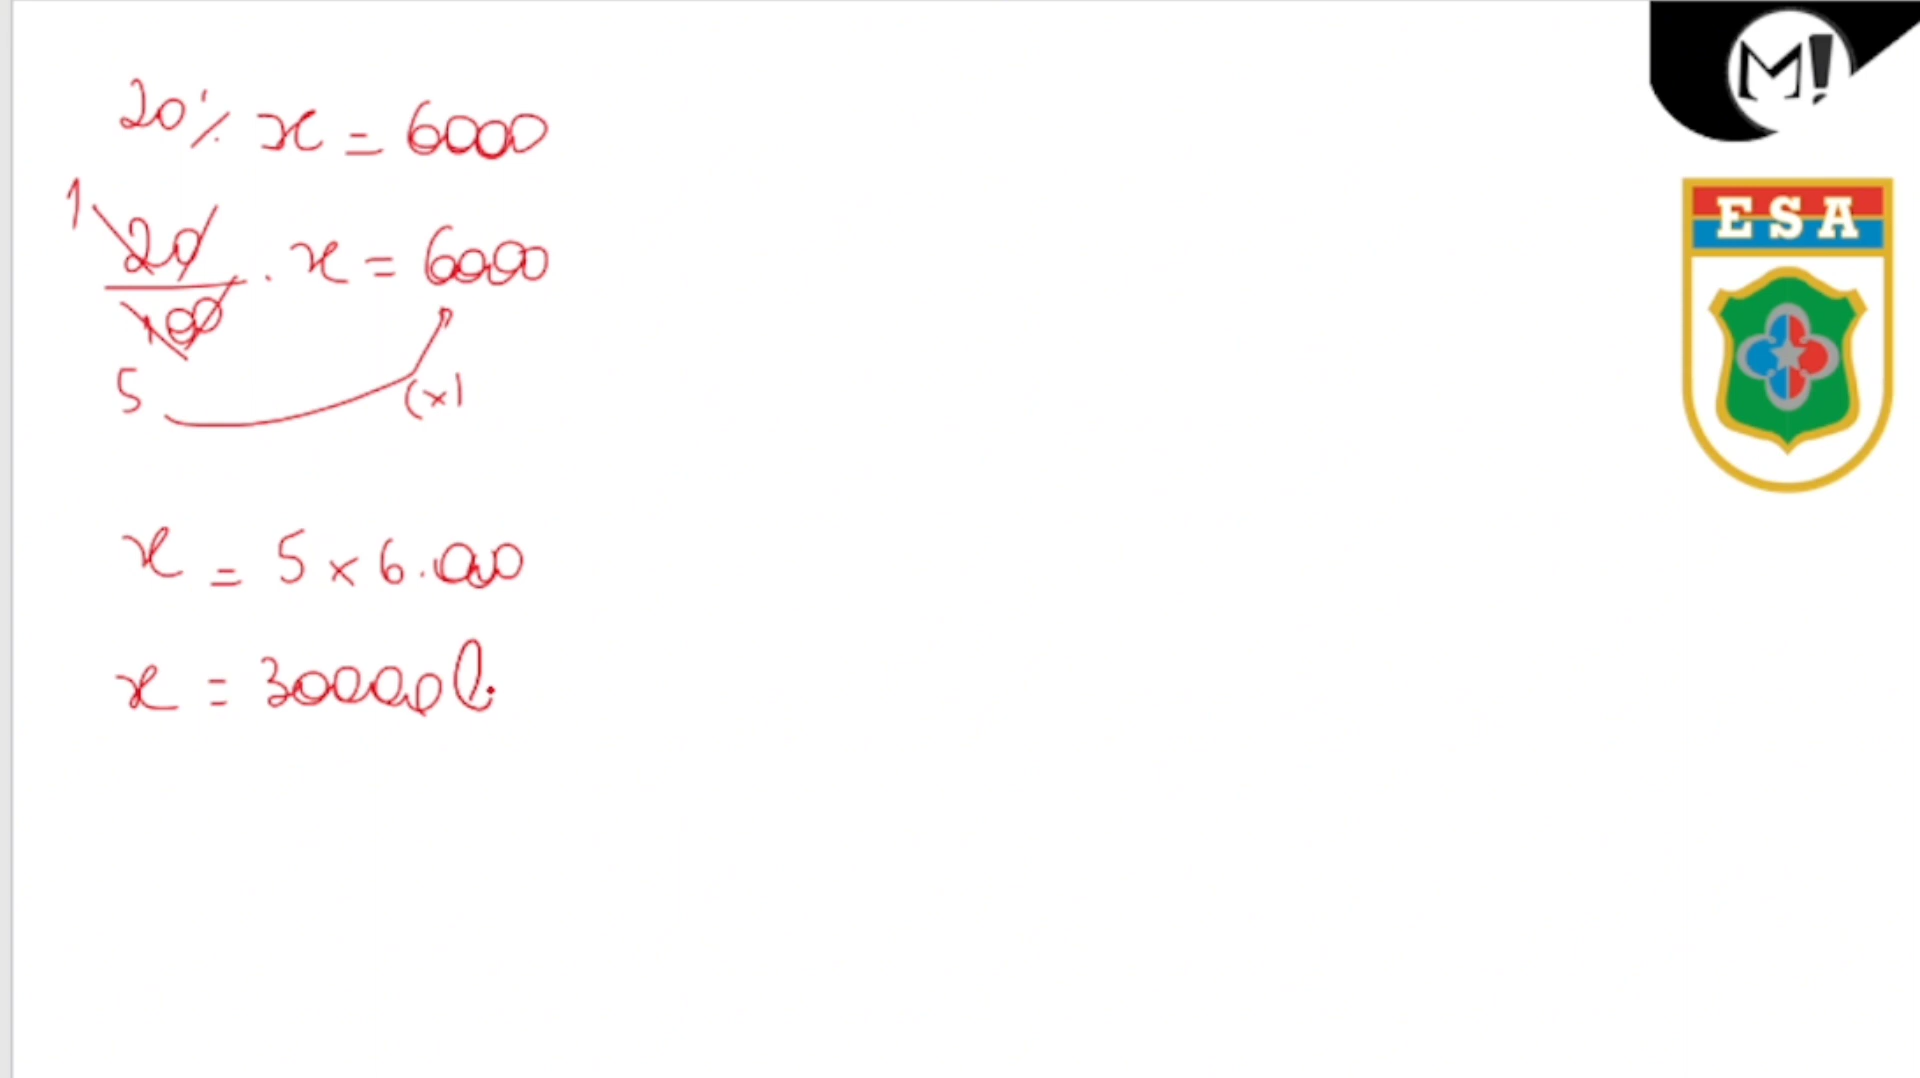 20% x = 6000
1
20/100 . x = 6000
5 (x)
x = 5 x 6.000
x = 30000 l.
M!
ESA